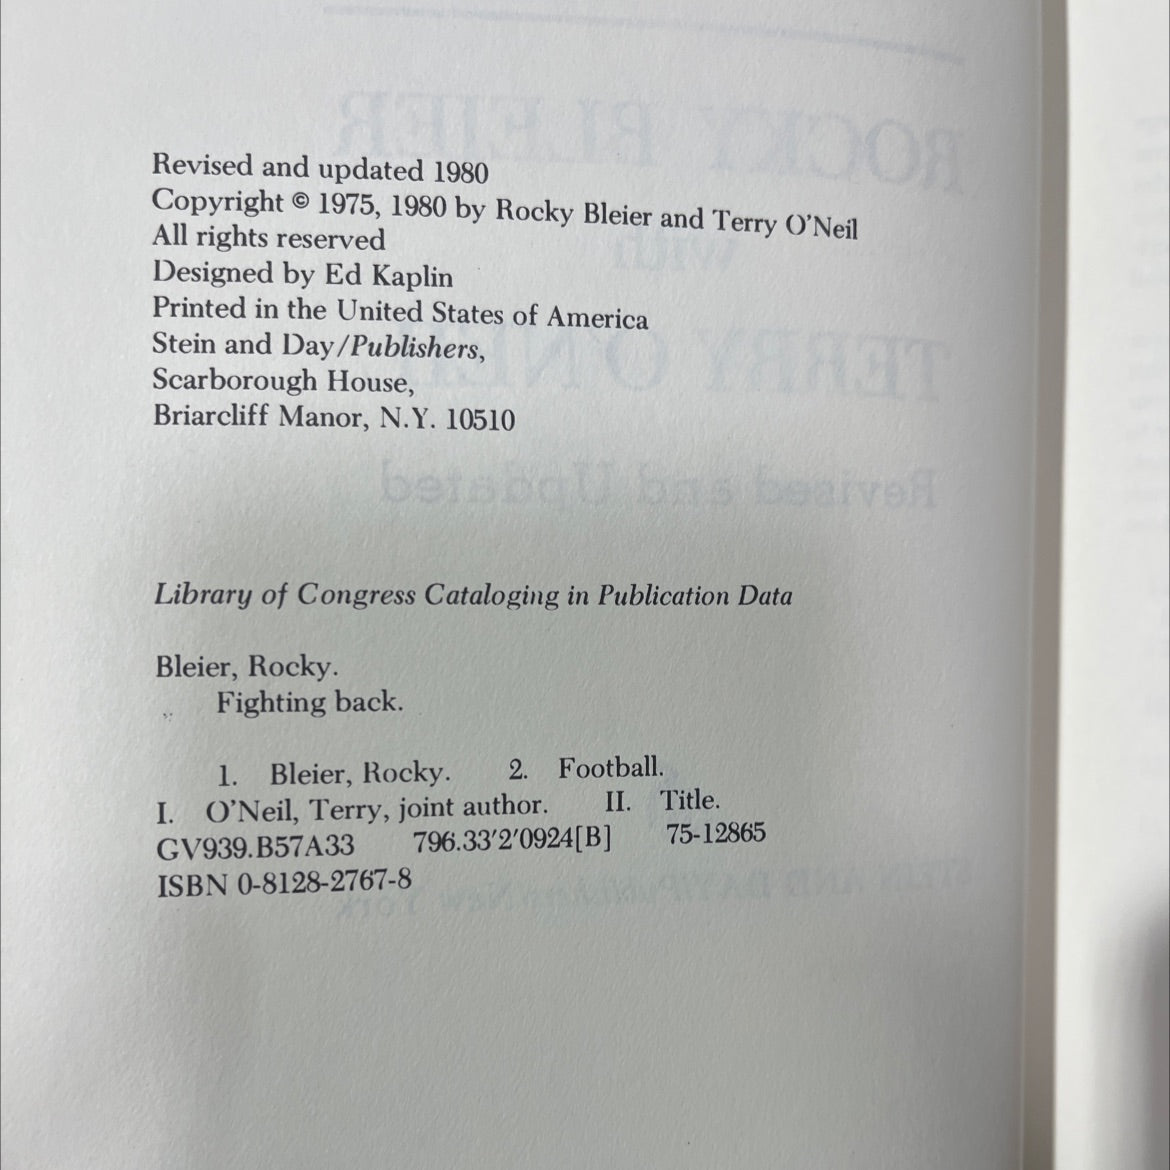 Revised and updated 1980
Copyright © 1975, 1980 by Rocky Bleier and Terry O'Neil
All rights reserved
Designed by Ed Kaplin
Printed in the United States of America
Stein and Day/Publishers,
Scarborough House,
Briarcliff Manor, N.Y. 10510
Library of Congress Cataloging in Publication Data
Bleier, Rocky.
Fighting back.
1. Bleier, Rocky. 2. Football.
I. O'Neil, Terry, joint author. II. Title.
GV939.B57A33 796.33'2'0924[B] 75-12865
ISBN 0-8128-2767-8